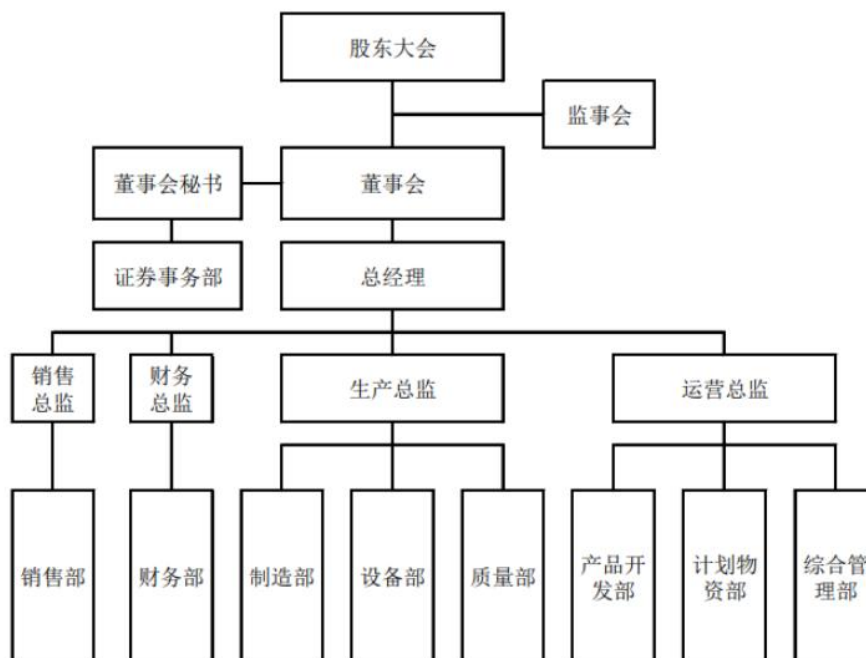 股东大会
监事会
董事会秘书
董事会
证券事务部
总经理
销售
总监
财务
总监
生产总监
运营总监
销售部
财务部
制造部
设备部
质量部
产品开
发部
计划物
资部
综合管
理部